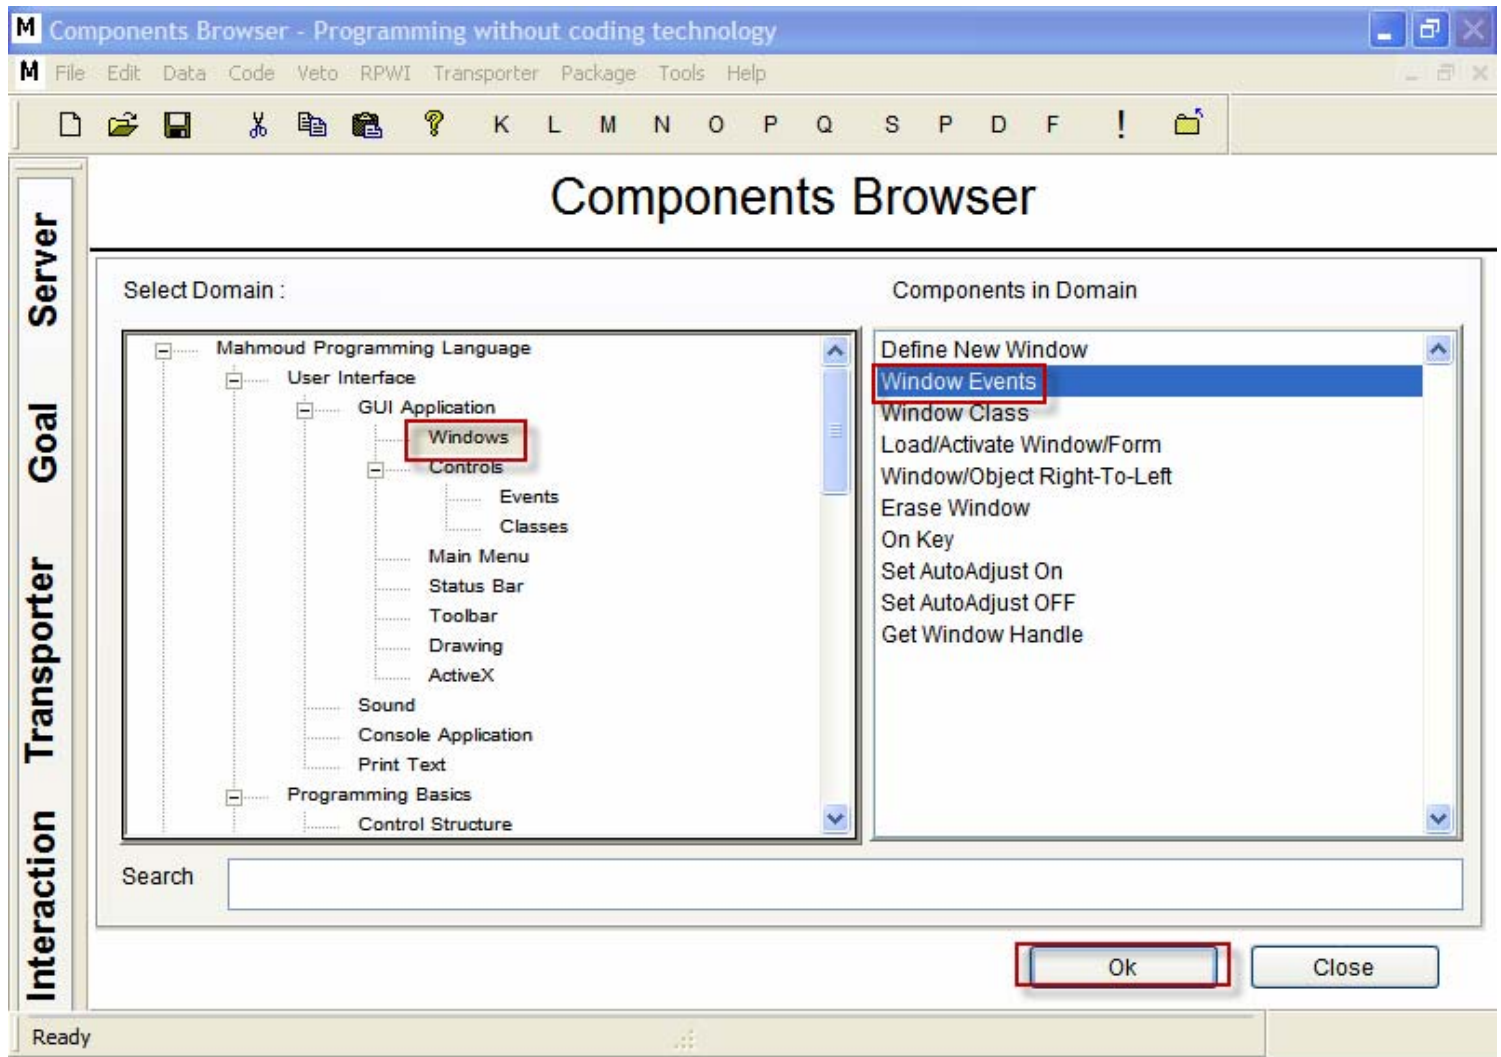 M Components Browser - Programming without coding technology
M File Edit Data Code Veto RPWI Transporter Package Tools Help
K L M N O P Q S P D F !
Components Browser
Server
Goal
Transporter
Interaction
Select Domain :
Mahmoud Programming Language
User Interface
GUI Application
Windows
Controls
Events
Classes
Main Menu
Status Bar
Toolbar
Drawing
ActiveX
Sound
Console Application
Print Text
Programming Basics
Control Structure
Components in Domain
Define New Window
Window Events
Window Class
Load/Activate Window/Form
Window/Object Right-To-Left
Erase Window
On Key
Set AutoAdjust On
Set AutoAdjust OFF
Get Window Handle
Search
Ok Close
Ready